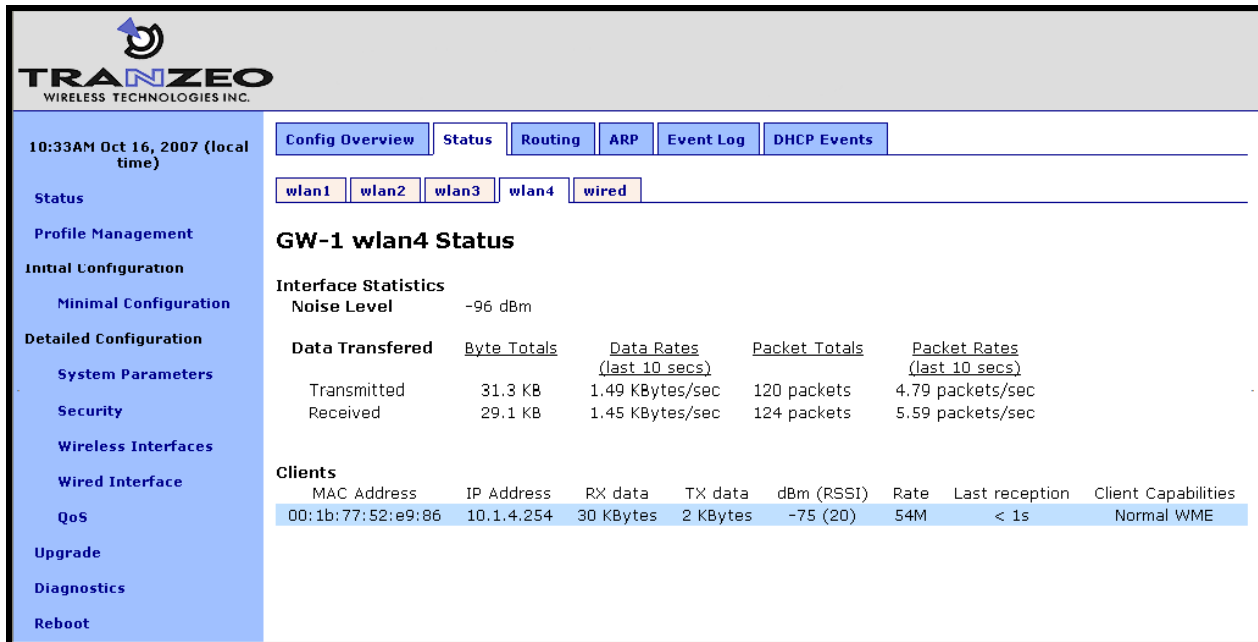 TRANZEO
WIRELESS TECHNOLOGIES INC.
10:33AM Oct 16, 2007 (local
time)
Status
Profile Management
Initial Configuration
Minimal Configuration
Detailed Configuration
System Parameters
Security
Wireless Interfaces
Wired Interface
QoS
Upgrade
Diagnostics
Reboot
Config Overview Status Routing ARP Event Log DHCP Events
wlan1 wlan2 wlan3 wlan4 wired
GW-1 wlan4 Status
Interface Statistics
Noise Level -96 dBm
Data Transfered Byte Totals Data Rates Packet Totals Packet Rates
(last 10 secs) (last 10 secs)
Transmitted 31.3 KB 1.49 KBytes/sec 120 packets 4.79 packets/sec
Received 29.1 KB 1.45 KBytes/sec 124 packets 5.59 packets/sec
Clients
MAC Address IP Address RX data TX data dBm (RSSI) Rate Last reception Client Capabilities
00:1b:77:52:e9:86 10.1.4.254 30 KBytes 2 KBytes -75 (20) 54M < 1s Normal WME